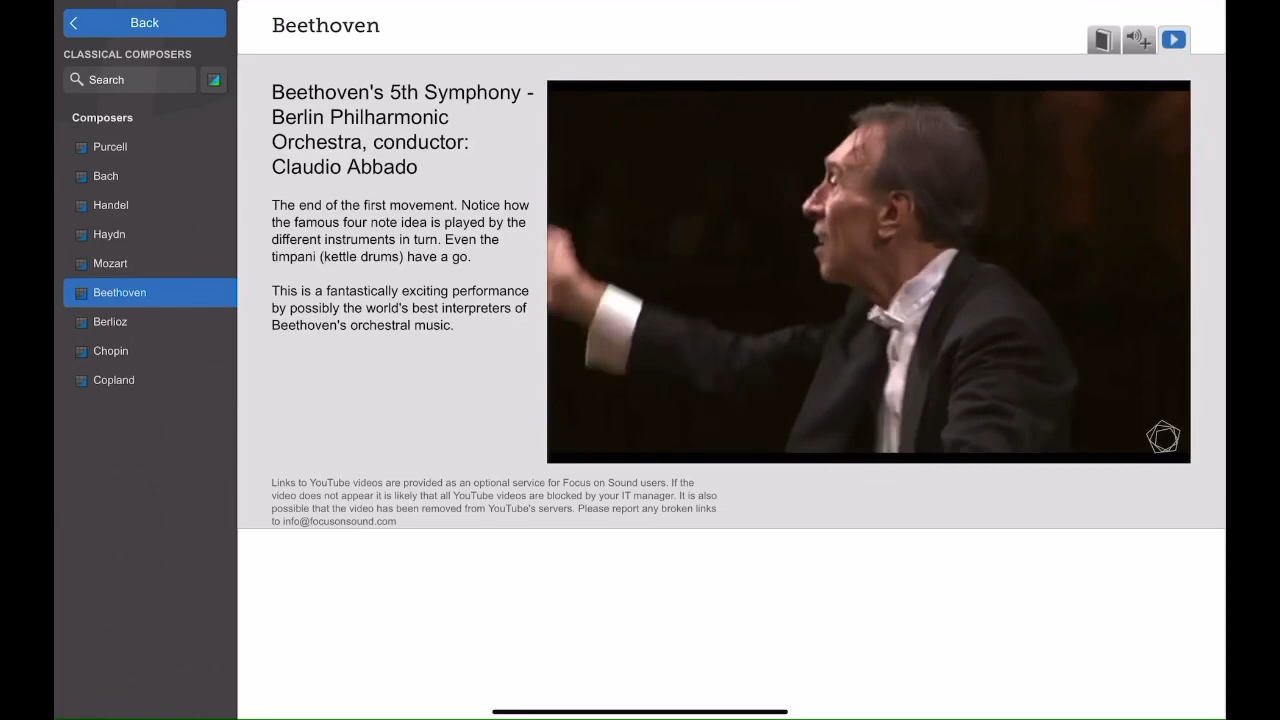 Back
CLASSICAL COMPOSERS
Search
Composers
Purcell
Bach
Handel
Haydn
Mozart
Beethoven
Berlioz
Chopin
Copland
Beethoven
Beethoven's 5th Symphony -
Berlin Philharmonic
Orchestra, conductor:
Claudio Abbado
The end of the first movement. Notice how
the famous four note idea is played by the
different instruments in turn. Even the
timpani (kettle drums) have a go.
This is a fantastically exciting performance
by possibly the world's best interpreters of
Beethoven's orchestral music.
Links to YouTube videos are provided as an optional service for Focus on Sound users. If the
video does not appear it is likely that all YouTube videos are blocked by your IT manager. It is also
possible that the video has been removed from YouTube's servers. Please report any broken links
to info@focusonsound.com